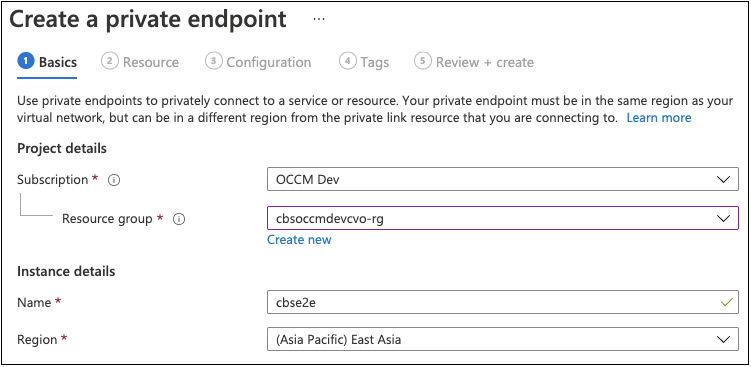 Create a private endpoint ...
1 Basics 2 Resource 3 Configuration 4 Tags 5 Review + create
Use private endpoints to privately connect to a service or resource. Your private endpoint must be in the same region as your
virtual network, but can be in a different region from the private link resource that you are connecting to. Learn more
Project details
Subscription * i OCCM Dev
Resource group * i cbsoccmdevcvo-rg
Create new
Instance details
Name * cbse2e
Region * (Asia Pacific) East Asia